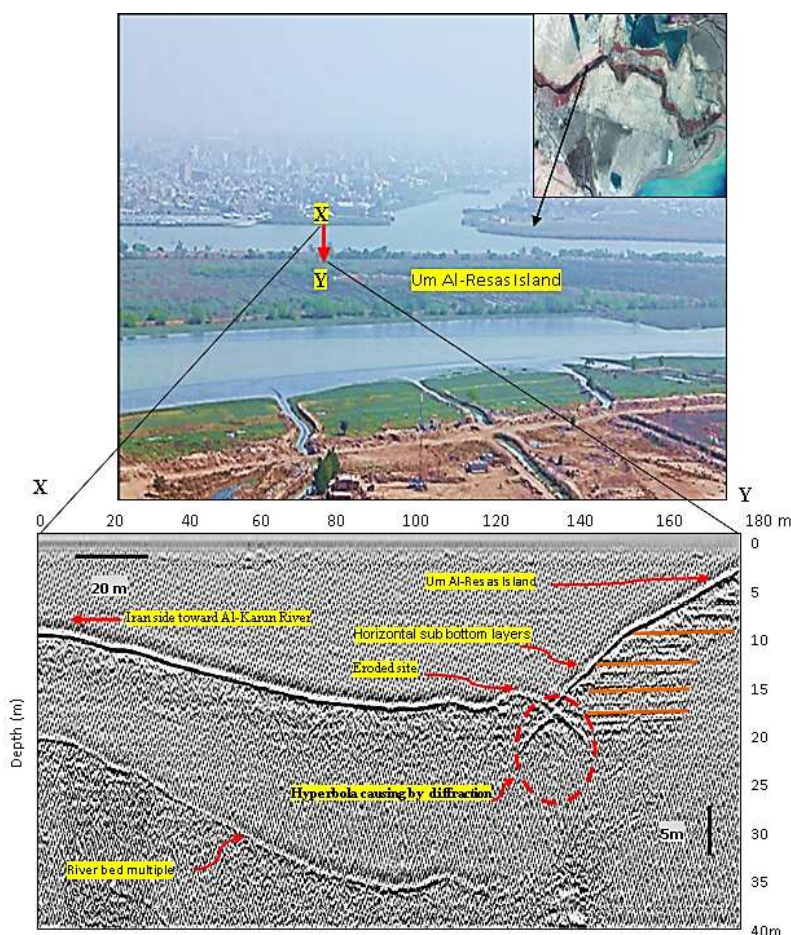 X
Y
Um Al-Resas Island
X
Y
0 20 40 60 80 100 120 140 160 180 m
0
5
10
15
20
25
30
35
40m
Depth (m)
20 m
Um Al-Resas Island
Iran side toward Al-Karun River
Horizontal sub bottom layers
Eroded site
Hyperbola causing by diffraction
5m
River bed multiple